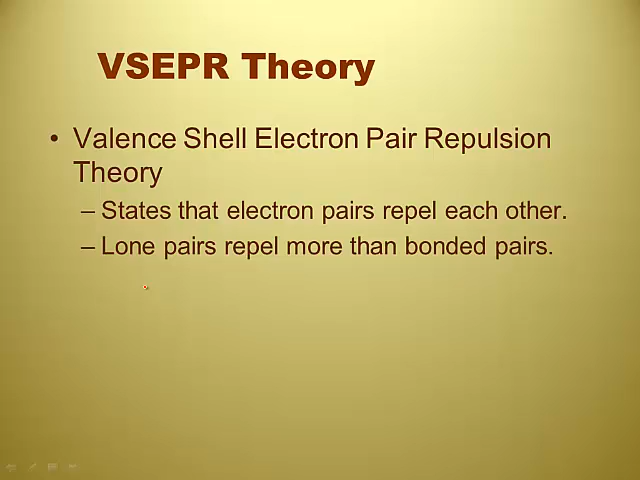 VSEPR Theory
• Valence Shell Electron Pair Repulsion
Theory
– States that electron pairs repel each other.
– Lone pairs repel more than bonded pairs.